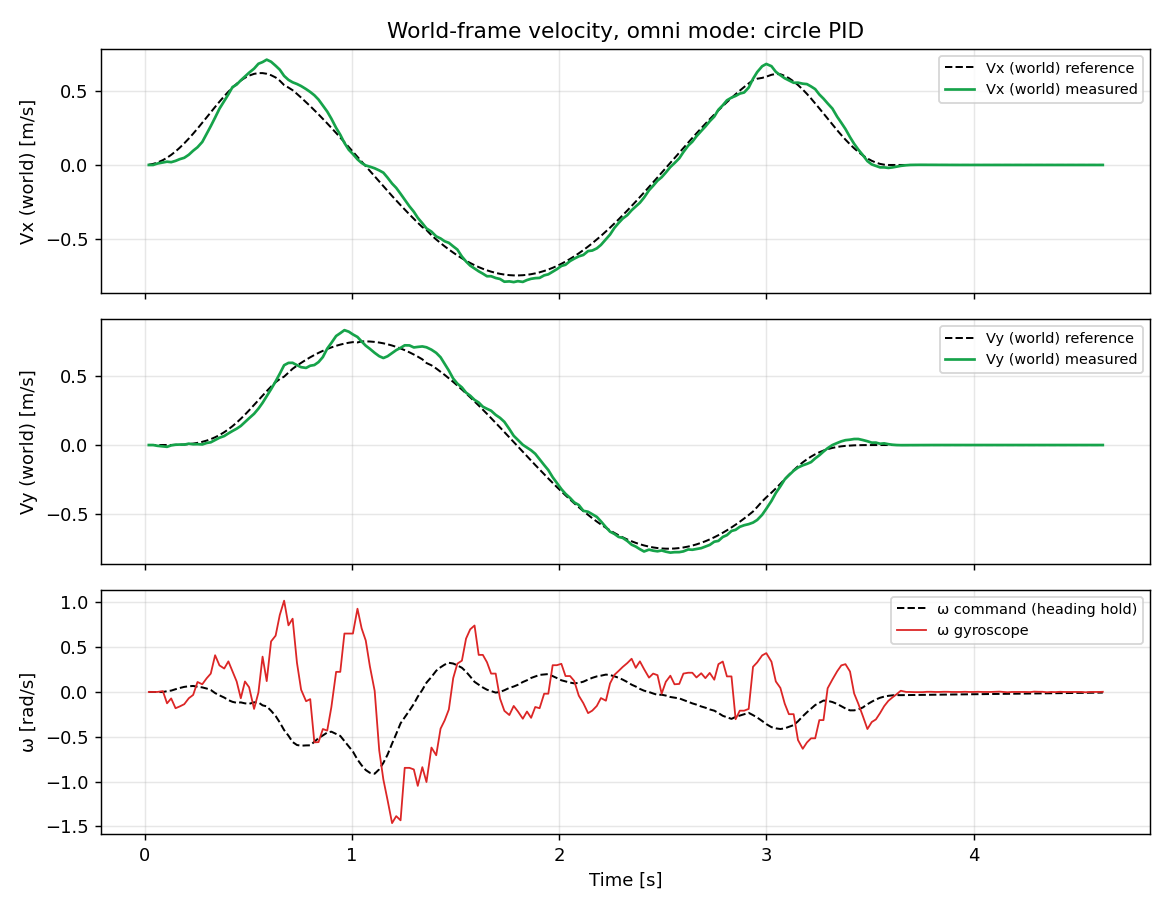 World-frame velocity, omni mode: circle PID
Vx (world) [m/s]
0.5
0.0
−0.5
Vx (world) reference
Vx (world) measured
Vy (world) [m/s]
0.5
0.0
−0.5
Vy (world) reference
Vy (world) measured
ω [rad/s]
1.0
0.5
0.0
−0.5
−1.0
−1.5
ω command (heading hold)
ω gyroscope
0 1 2 3 4
Time [s]